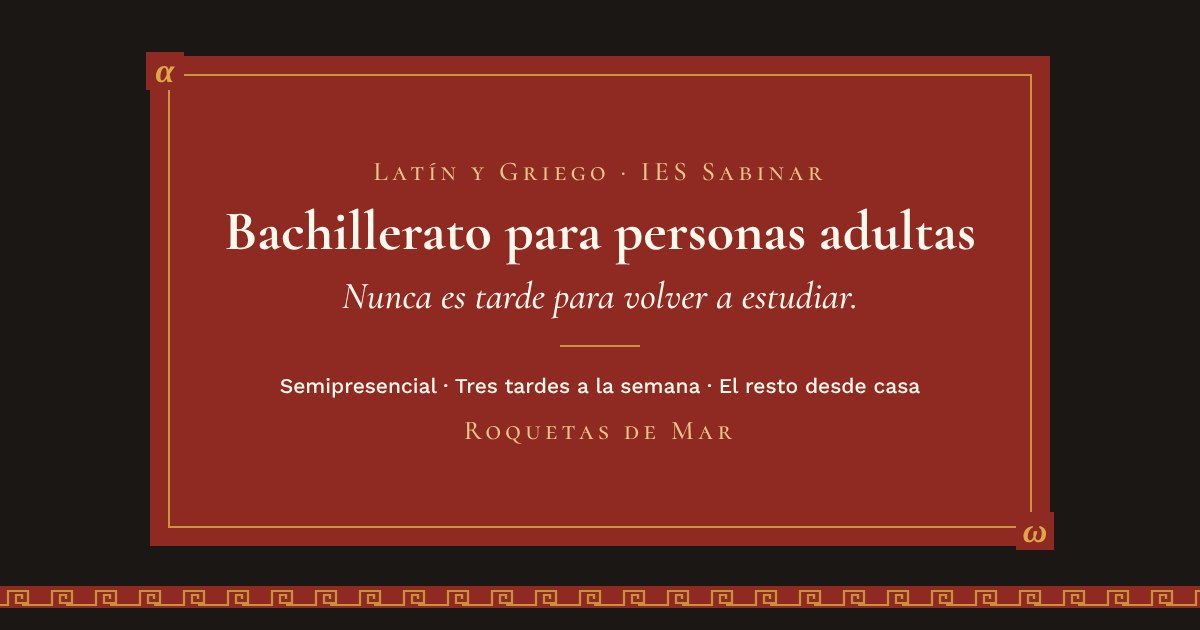 α
Latín y Griego · IES Sabinar
Bachillerato para personas adultas
Nunca es tarde para volver a estudiar.
Semipresencial · Tres tardes a la semana · El resto desde casa
Roquetas de Mar
ω